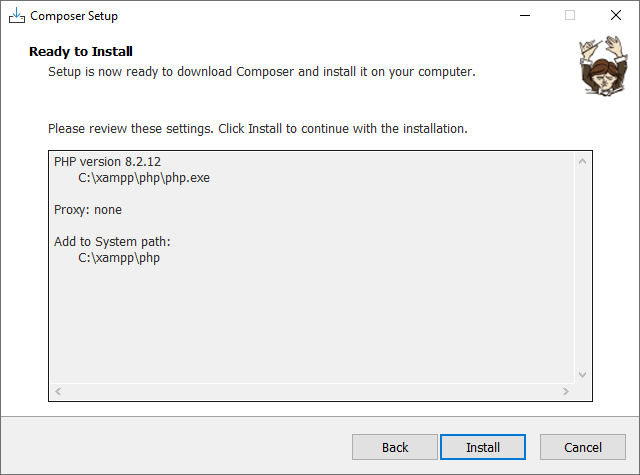 Composer Setup
Ready to Install
Setup is now ready to download Composer and install it on your computer.
Please review these settings. Click Install to continue with the installation.
PHP version 8.2.12
C:\xampp\php\php.exe
Proxy: none
Add to System path:
C:\xampp\php
Back
Install
Cancel